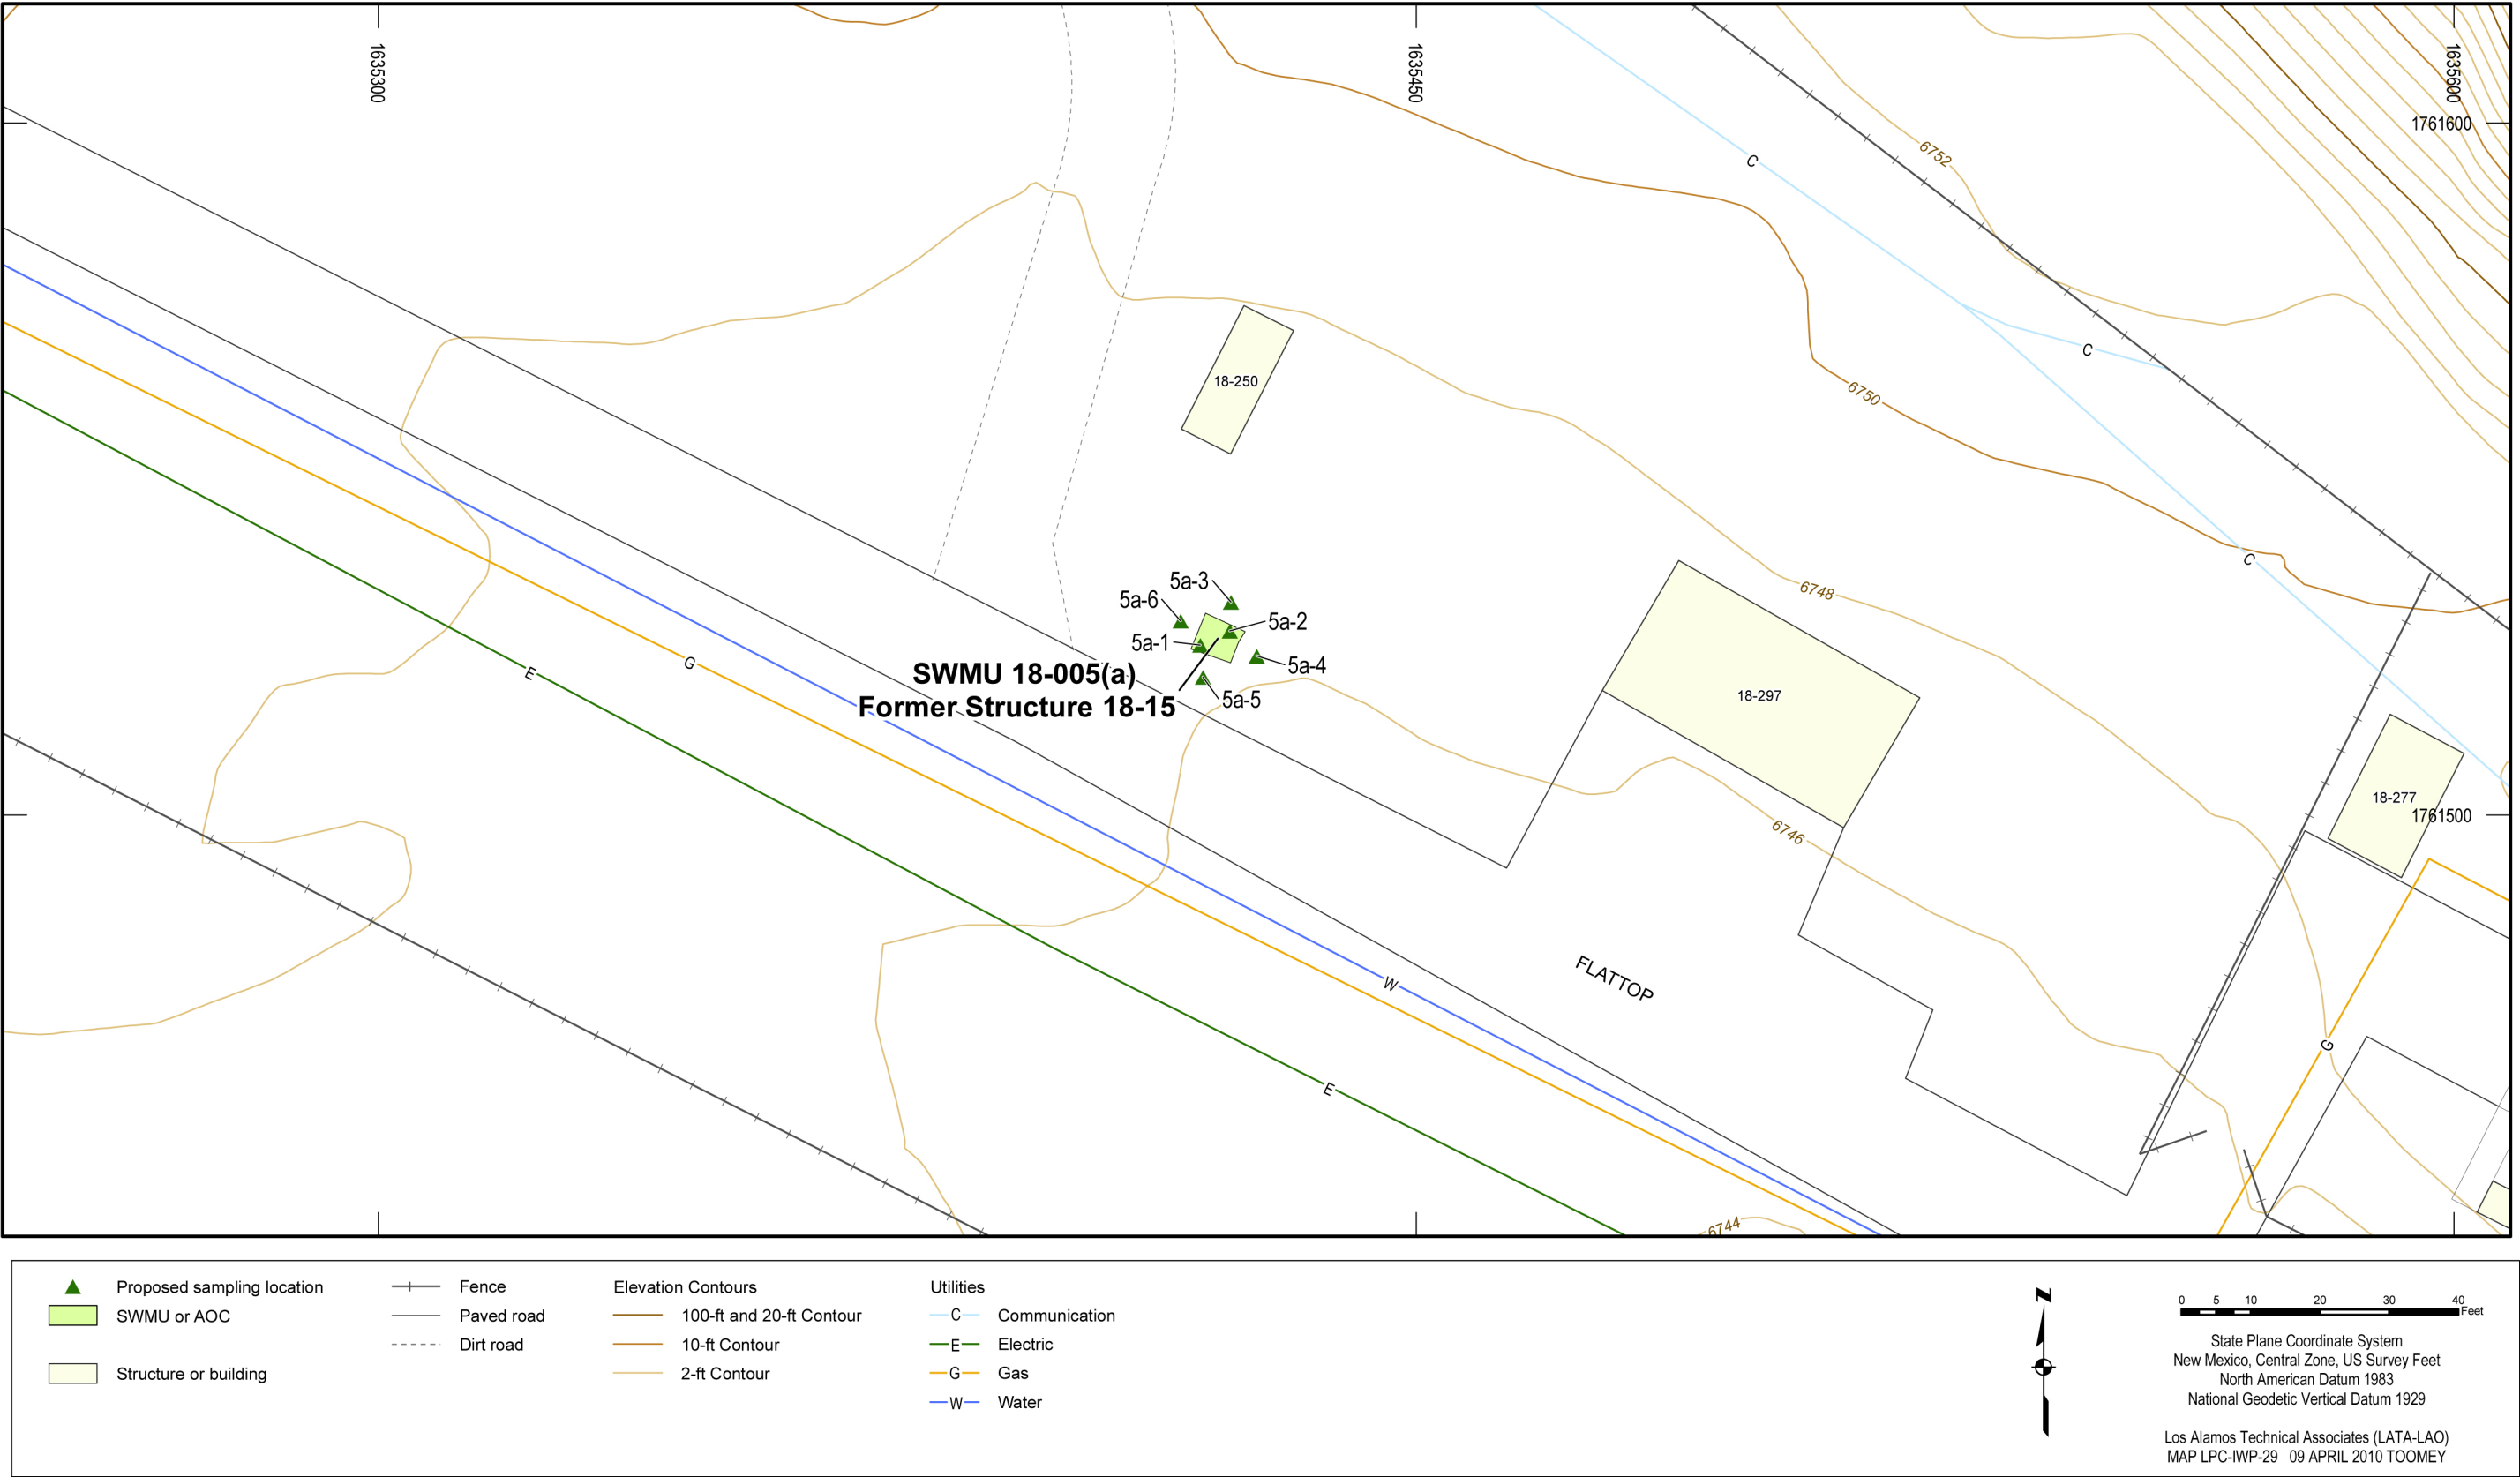 1635300
1635450
1635600
1761600
C
6752
C
18-250
6750
C
5a-3
6748
5a-6
5a-2
5a-1
G
5a-4
E
SWMU 18-005(a)
Former Structure 18-15
5a-5
18-297
18-277
1761500
6746
FLATTOP
W
G
E
6744
Proposed sampling location
SWMU or AOC
Structure or building
Fence
Paved road
Dirt road
Elevation Contours
100-ft and 20-ft Contour
10-ft Contour
2-ft Contour
Utilities
C Communication
E Electric
G Gas
W Water
N
0 5 10 20 30 40
Feet
State Plane Coordinate System
New Mexico, Central Zone, US Survey Feet
North American Datum 1983
National Geodetic Vertical Datum 1929
Los Alamos Technical Associates (LATA-LAO)
MAP LPC-IWP-29 09 APRIL 2010 TOOMEY